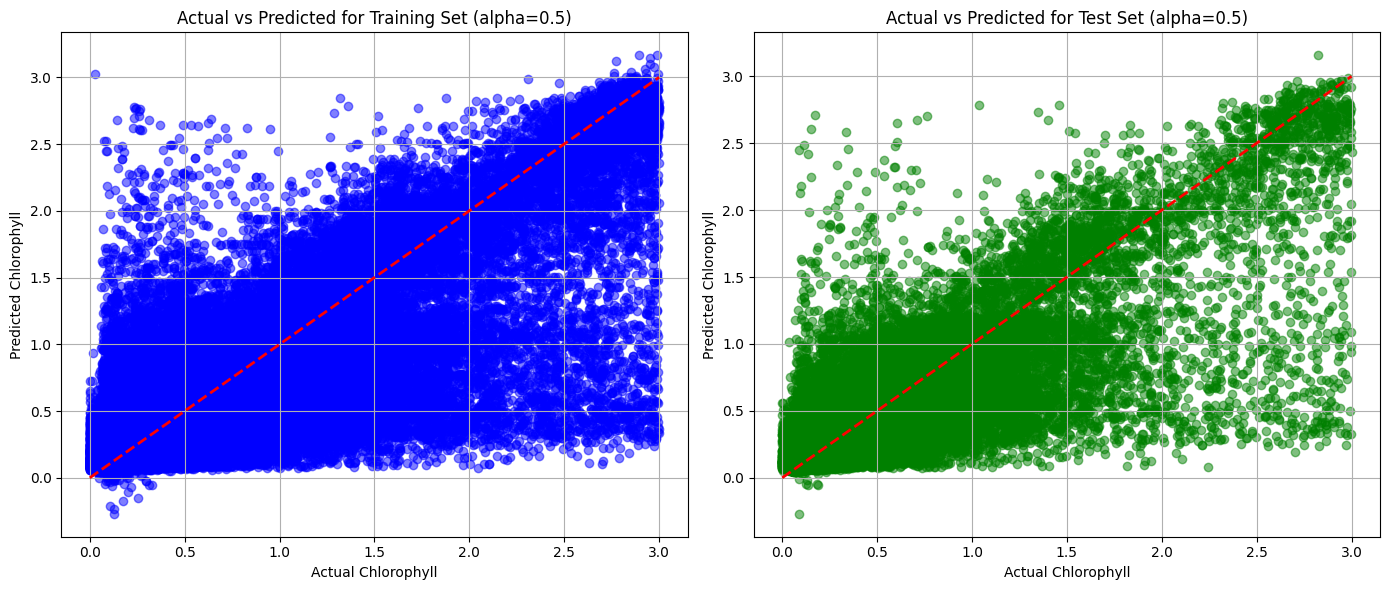 Actual vs Predicted for Training Set (alpha=0.5)
Predicted Chlorophyll
3.0
2.5
2.0
1.5
1.0
0.5
0.0
0.0 0.5 1.0 1.5 2.0 2.5 3.0
Actual Chlorophyll
Actual vs Predicted for Test Set (alpha=0.5)
Predicted Chlorophyll
3.0
2.5
2.0
1.5
1.0
0.5
0.0
0.0 0.5 1.0 1.5 2.0 2.5 3.0
Actual Chlorophyll